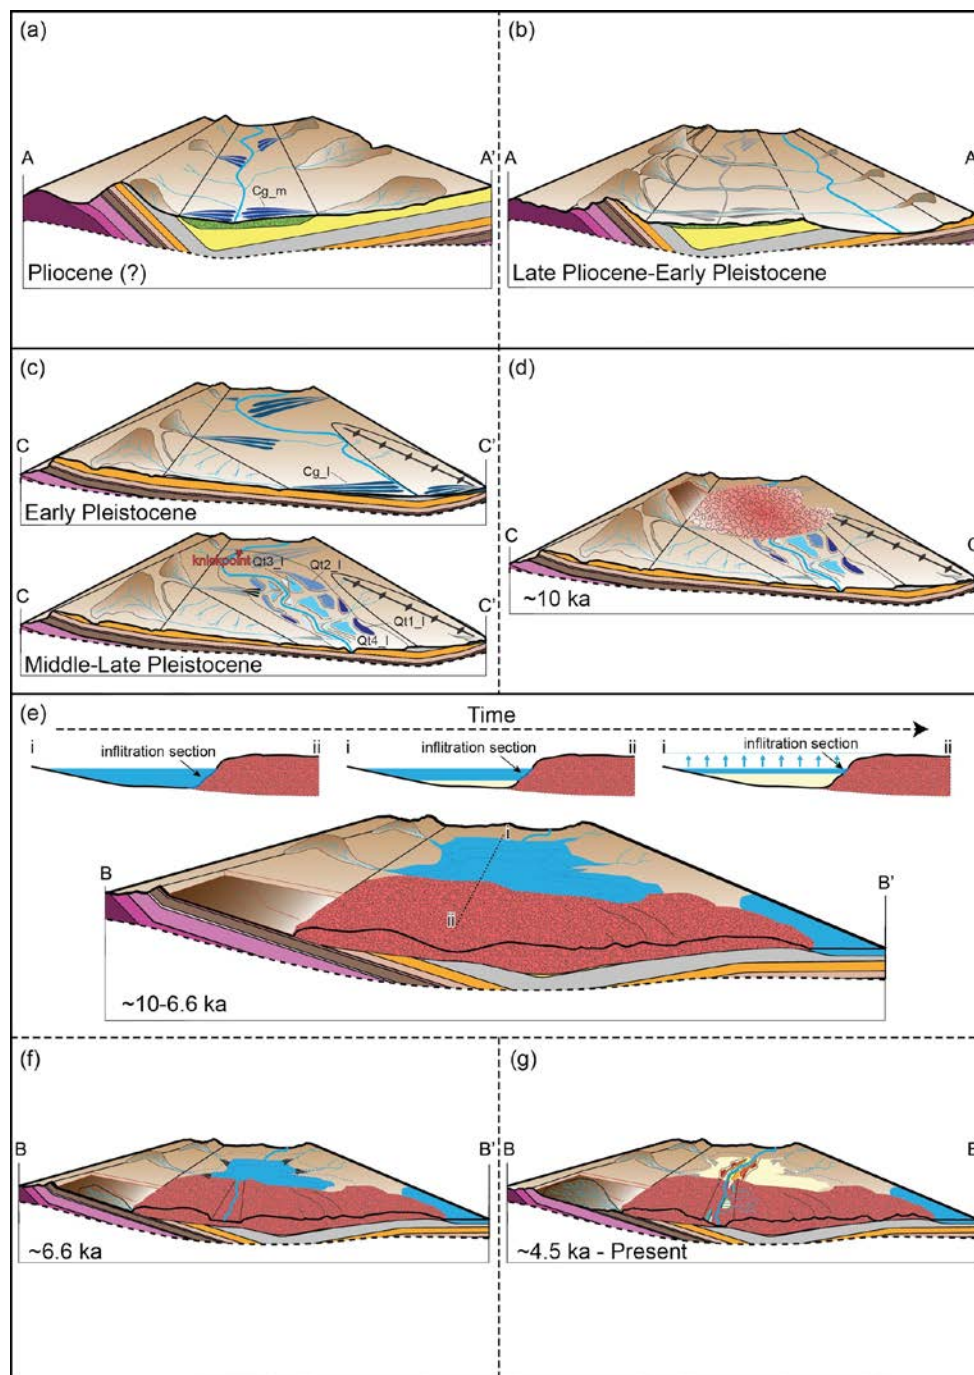 (a)
A
A'
Cg_m
Pliocene (?)
(b)
A
A
Late Pliocene-Early Pleistocene
(c)
C
C'
Cg_l
Early Pleistocene
knickpoint
Qt3_l
Qt2_l
C
C'
Qt1_l
Qt4_l
Middle-Late Pleistocene
(d)
C
C
~10 ka
(e)
Time
i
inflitration section
ii
i
inflitration section
ii
i
inflitration section
ii
i
B
B'
ii
~10-6.6 ka
(f)
B
B'
~6.6 ka
(g)
B
B
~4.5 ka - Present